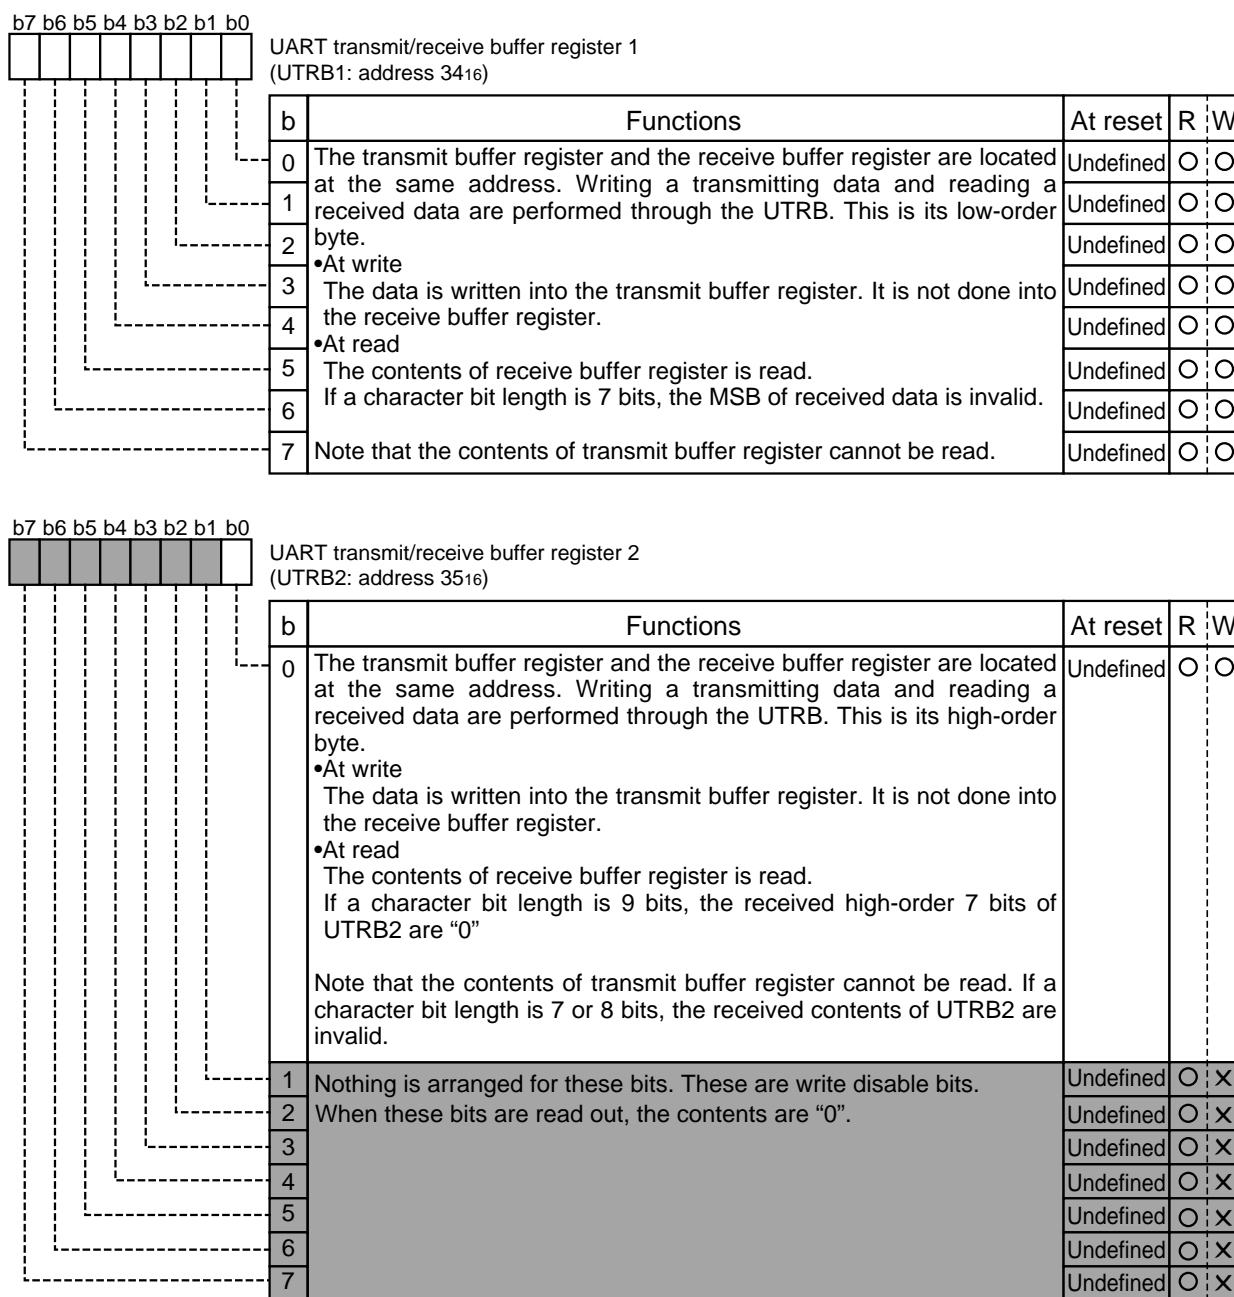 b7 b6 b5 b4 b3 b2 b1 b0
UART transmit/receive buffer register 1
(UTRB1: address 3416)
b Functions At reset R W
0 The transmit buffer register and the receive buffer register are located Undefined O O
at the same address. Writing a transmitting data and reading a
1 received data are performed through the UTRB. This is its low-order Undefined O O
2 byte. Undefined O O
•At write
3 The data is written into the transmit buffer register. It is not done into Undefined O O
4 the receive buffer register. Undefined O O
•At read
5 The contents of receive buffer register is read. Undefined O O
6 If a character bit length is 7 bits, the MSB of received data is invalid. Undefined O O
7 Note that the contents of transmit buffer register cannot be read. Undefined O O
b7 b6 b5 b4 b3 b2 b1 b0
UART transmit/receive buffer register 2
(UTRB2: address 3516)
b Functions At reset R W
0 The transmit buffer register and the receive buffer register are located Undefined O O
at the same address. Writing a transmitting data and reading a
received data are performed through the UTRB. This is its high-order
byte.
•At write
The data is written into the transmit buffer register. It is not done into
the receive buffer register.
•At read
The contents of receive buffer register is read.
If a character bit length is 9 bits, the received high-order 7 bits of
UTRB2 are “0”
Note that the contents of transmit buffer register cannot be read. If a
character bit length is 7 or 8 bits, the received contents of UTRB2 are
invalid.
1 Nothing is arranged for these bits. These are write disable bits. Undefined O X
2 When these bits are read out, the contents are “0”. Undefined O X
3 Undefined O X
4 Undefined O X
5 Undefined O X
6 Undefined O X
7 Undefined O X